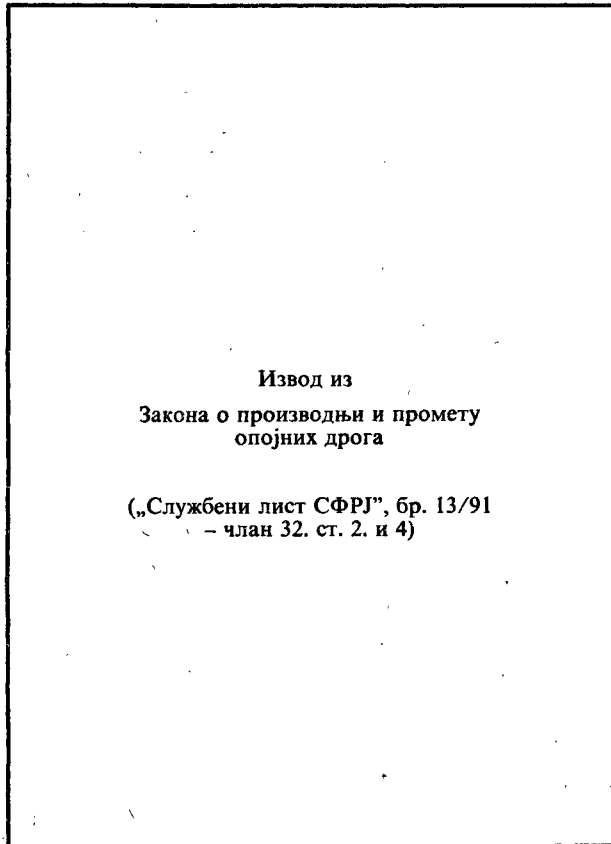 Извод из
Закона о производњи и промету
опојних дрога
(„Службени лист СФРЈ”, бр. 13/91
– члан 32. ст. 2. и 4)